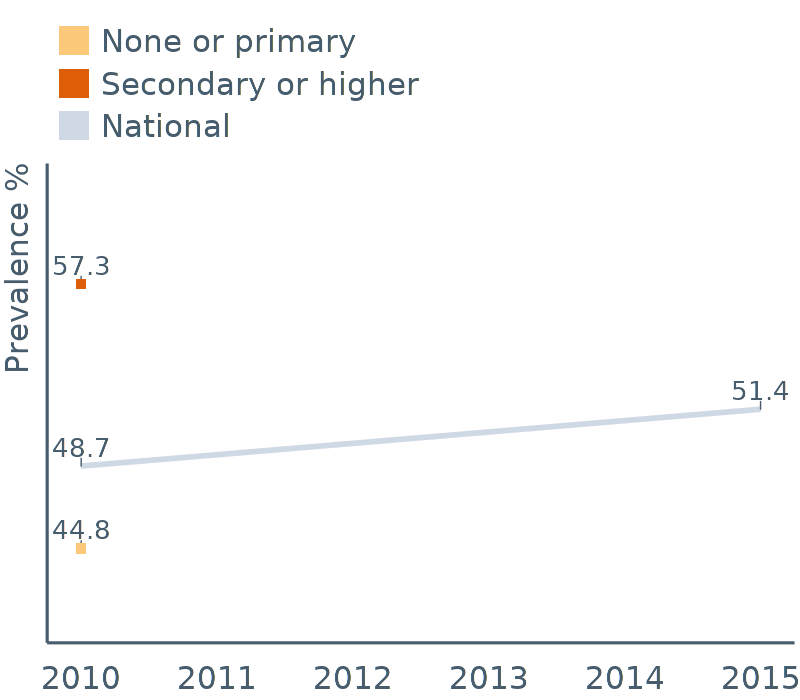 None or primary
Secondary or higher
National
Prevalence %
57.3
51.4
48.7
44.8
2010 2011 2012 2013 2014 2015